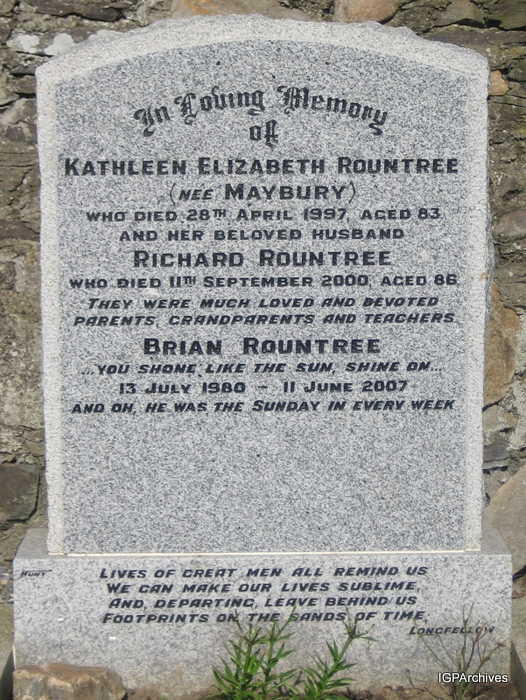 In Loving Memory
of
KATHLEEN ELIZABETH ROUNTREE
(NEE MAYBURY)
WHO DIED 28TH APRIL 1997, AGED 83
AND HER BELOVED HUSBAND
RICHARD ROUNTREE
WHO DIED 11TH SEPTEMBER 2000, AGED 86
THEY WERE MUCH LOVED AND DEVOTED
PARENTS, GRANDPARENTS AND TEACHERS
BRIAN ROUNTREE
...YOU SHONE LIKE THE SUN, SHINE ON...
13 JULY 1980 - 11 JUNE 2007
AND OH, HE WAS THE SUNDAY IN EVERY WEEK
HUNT
LIVES OF GREAT MEN ALL REMIND US
WE CAN MAKE OUR LIVES SUBLIME,
AND, DEPARTING, LEAVE BEHIND US
FOOTPRINTS ON THE SANDS OF TIME,
LONGFELLOW
IGPArchives